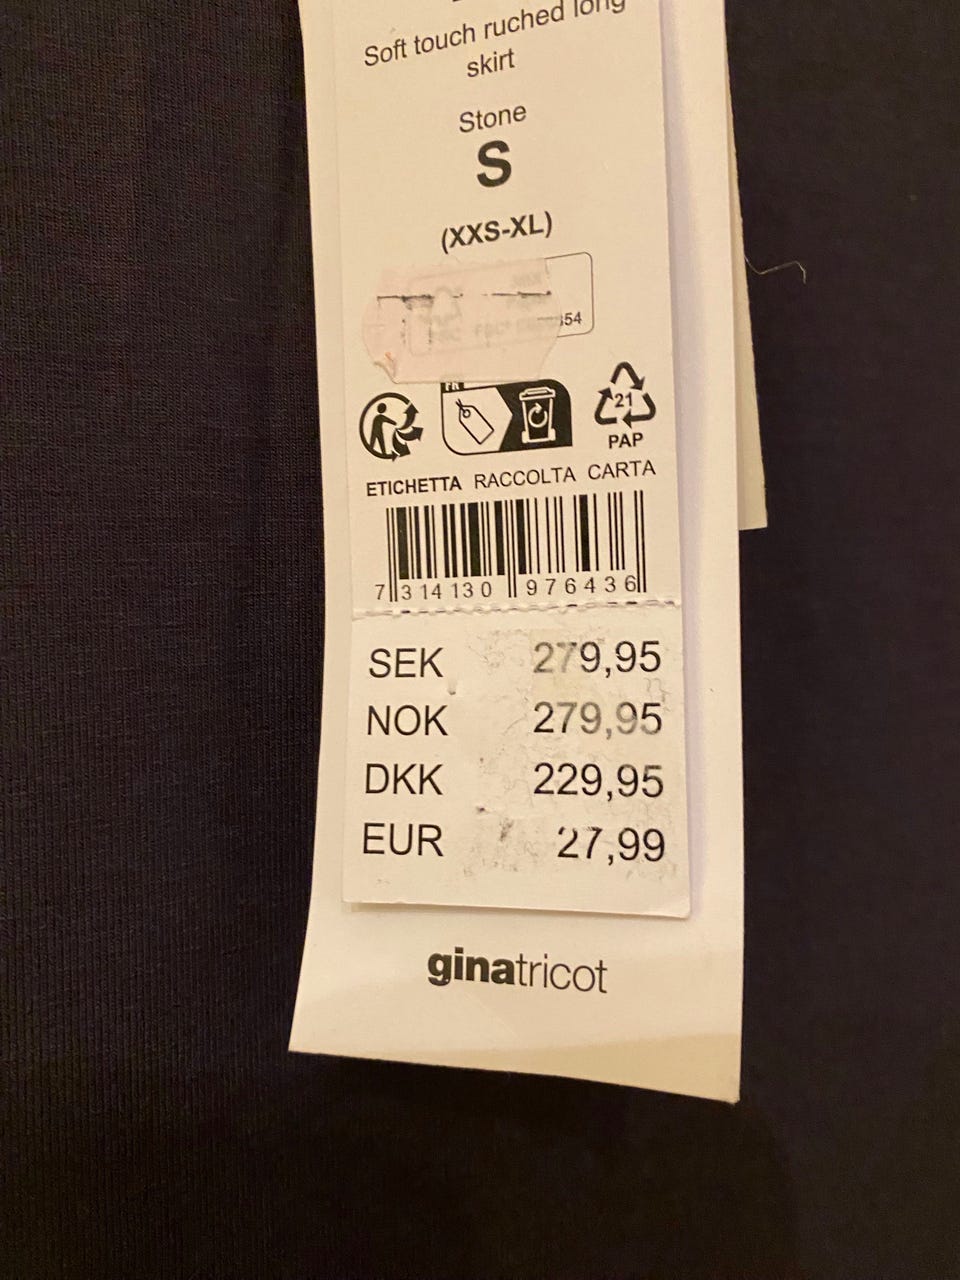 Soft touch ruched long
skirt
Stone
S
(XXS-XL)
54
FR
21
PAP
ETICHETTA RACCOLTA CARTA
7 314130 976436
SEK 279,95
NOK 279,95
DKK 229,95
EUR 27,99
ginatricot